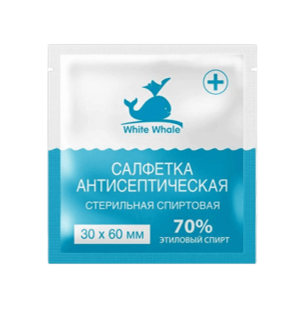 White Whale
САЛФЕТКА
АНТИСЕПТИЧЕСКАЯ
СТЕРИЛЬНАЯ СПИРТОВАЯ
30 х 60 мм
70%
ЭТИЛОВЫЙ СПИРТ